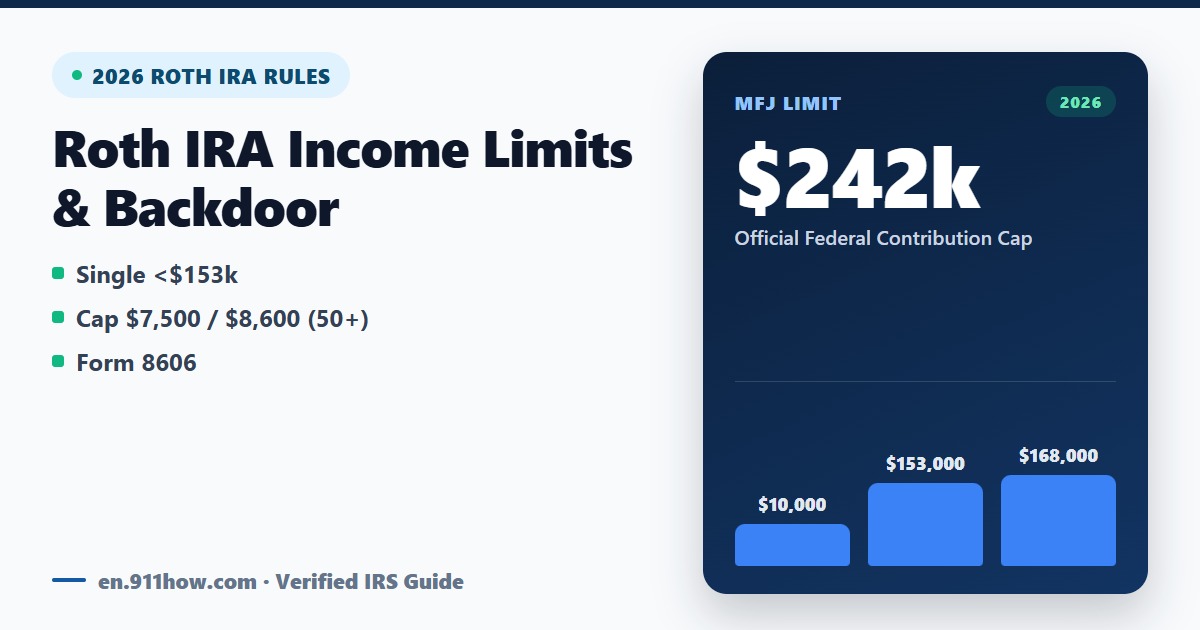 2026 ROTH IRA RULES
Roth IRA Income Limits
& Backdoor
Single <$153k
Cap $7,500 / $8,600 (50+)
Form 8606
en.911how.com · Verified IRS Guide
MFJ LIMIT
2026
$242k
Official Federal Contribution Cap
$10,000
$153,000
$168,000